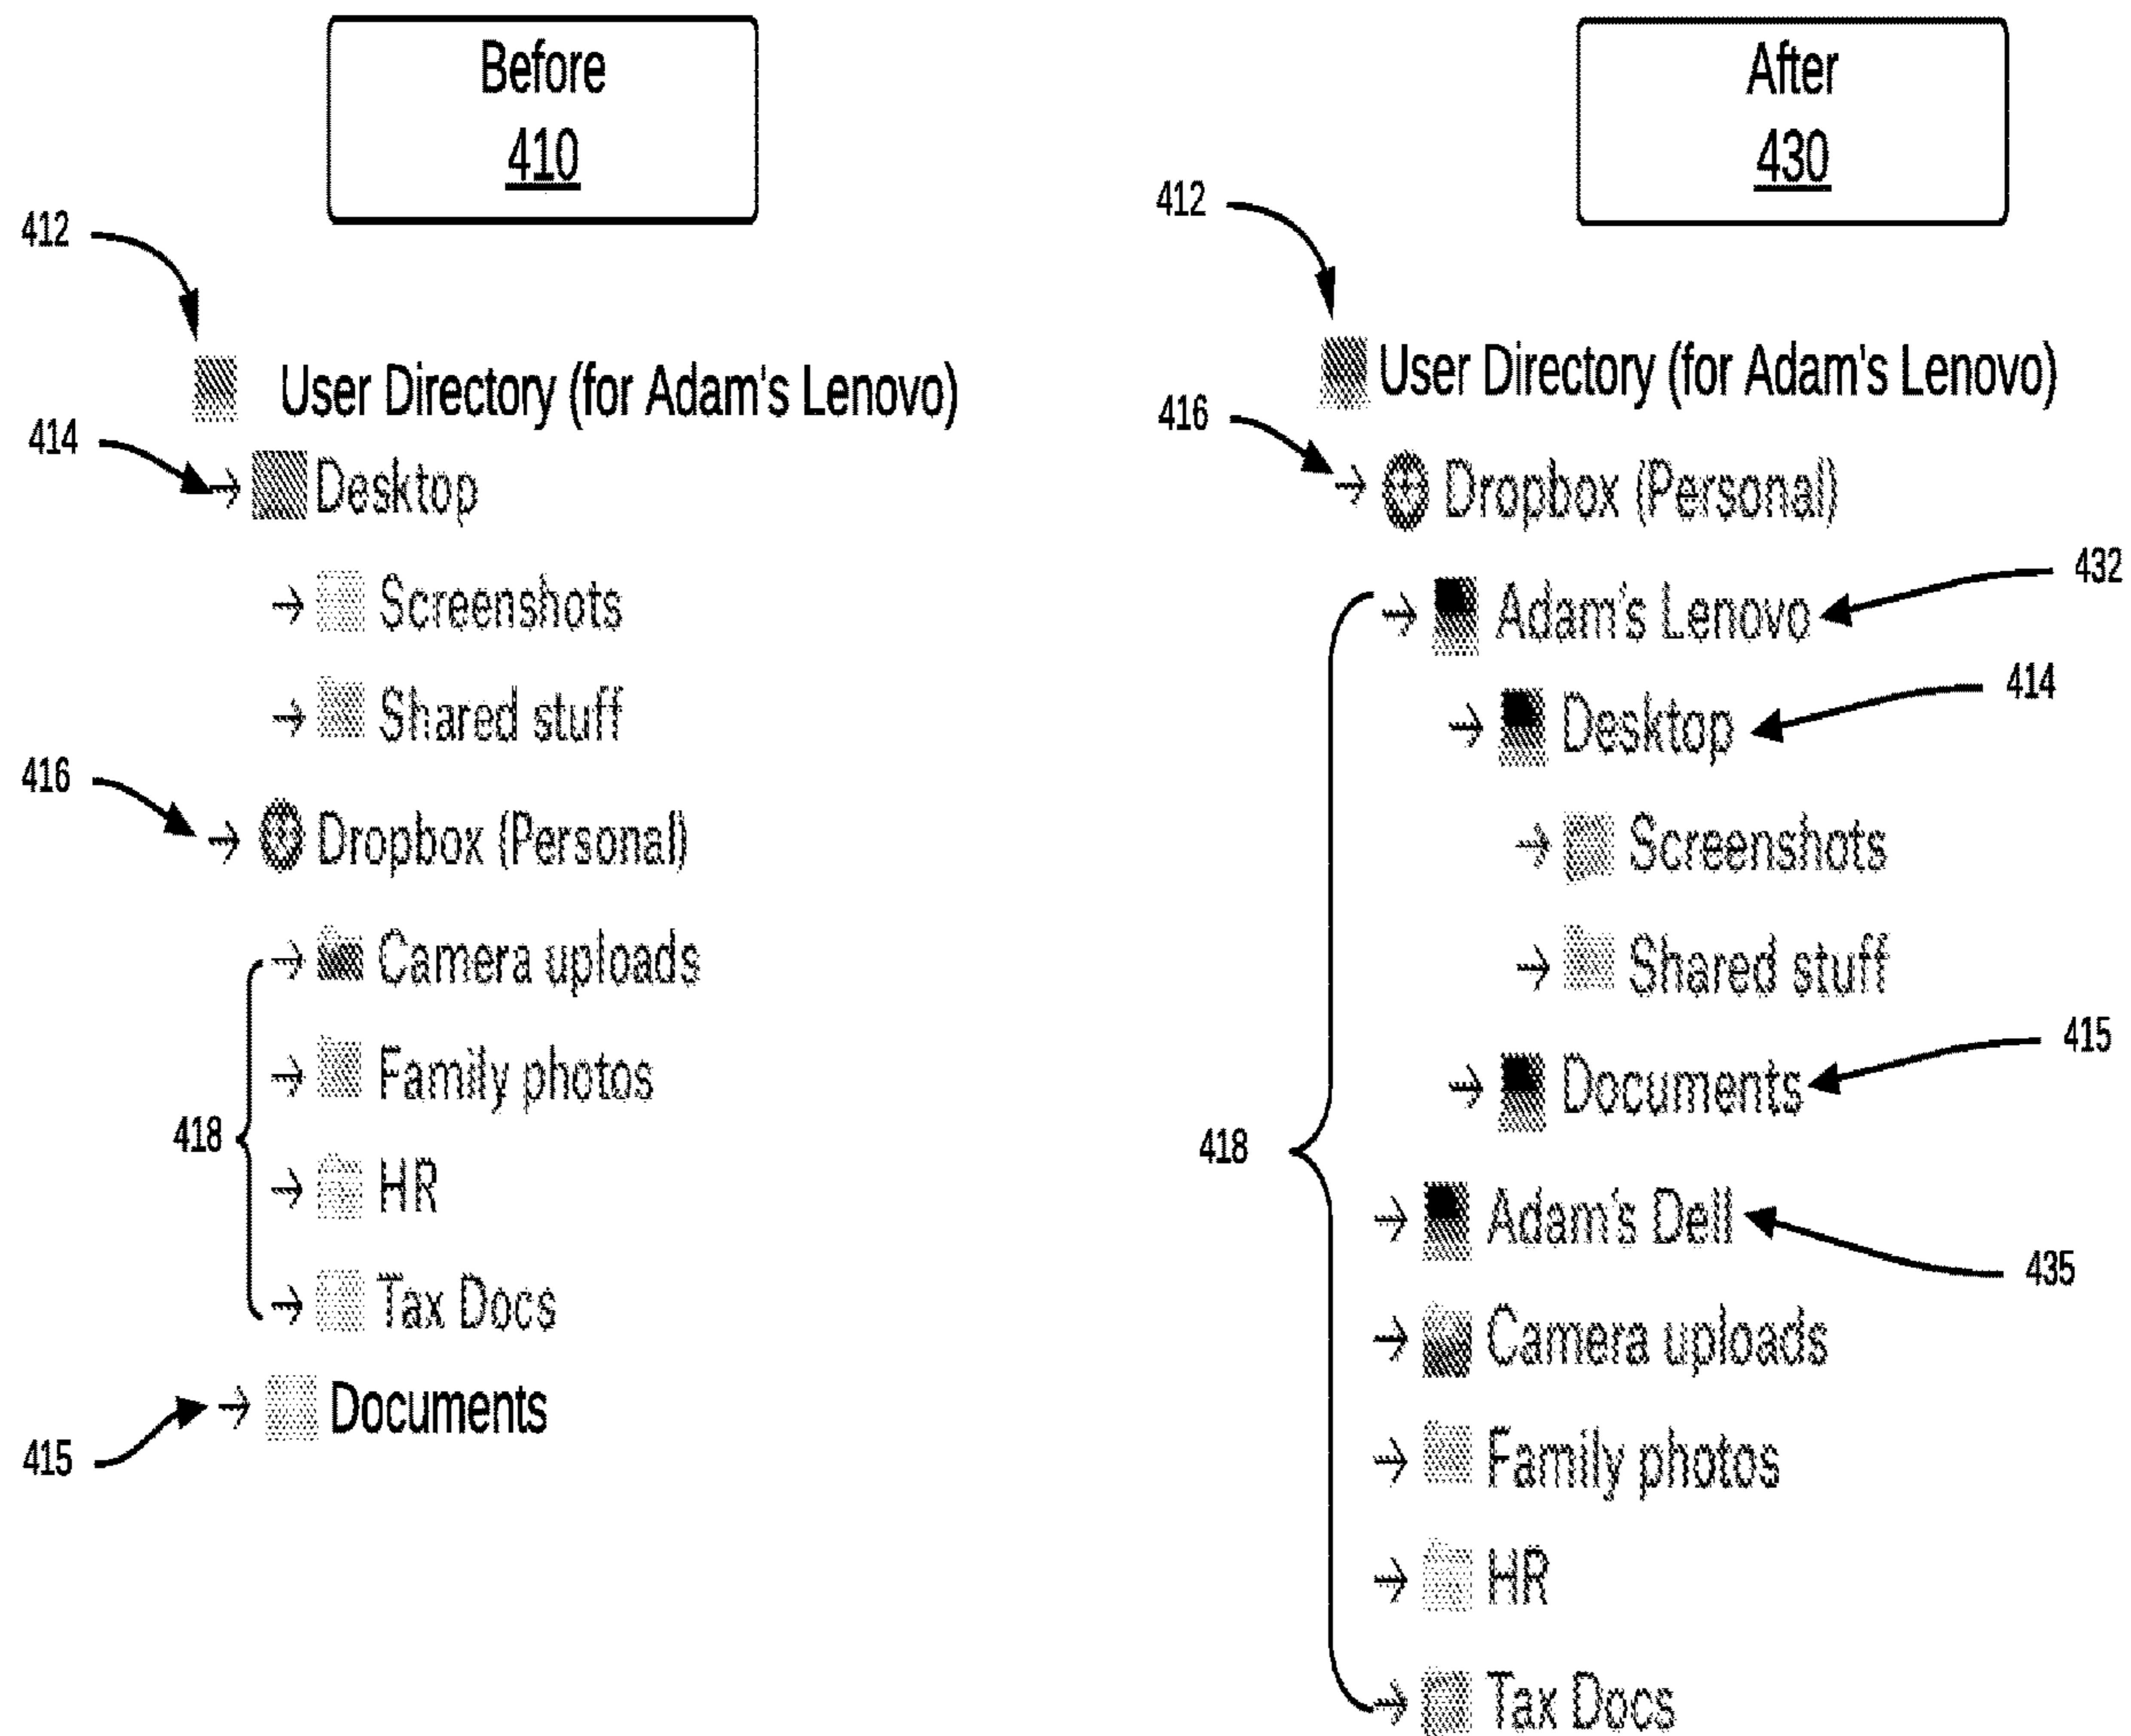 Before
410
412
User Directory (for Adam's Lenovo)
414
Desktop
Screenshots
Shared stuff
416
Dropbox (Personal)
Camera uploads
Family photos
418
HR
Tax Docs
Documents
415
After
430
412
User Directory (for Adam's Lenovo)
416
Dropbox (Personal)
432
Adam's Lenovo
414
Desktop
Screenshots
Shared stuff
415
Documents
418
Adam's Dell
435
Camera uploads
Family photos
HR
Tax Docs